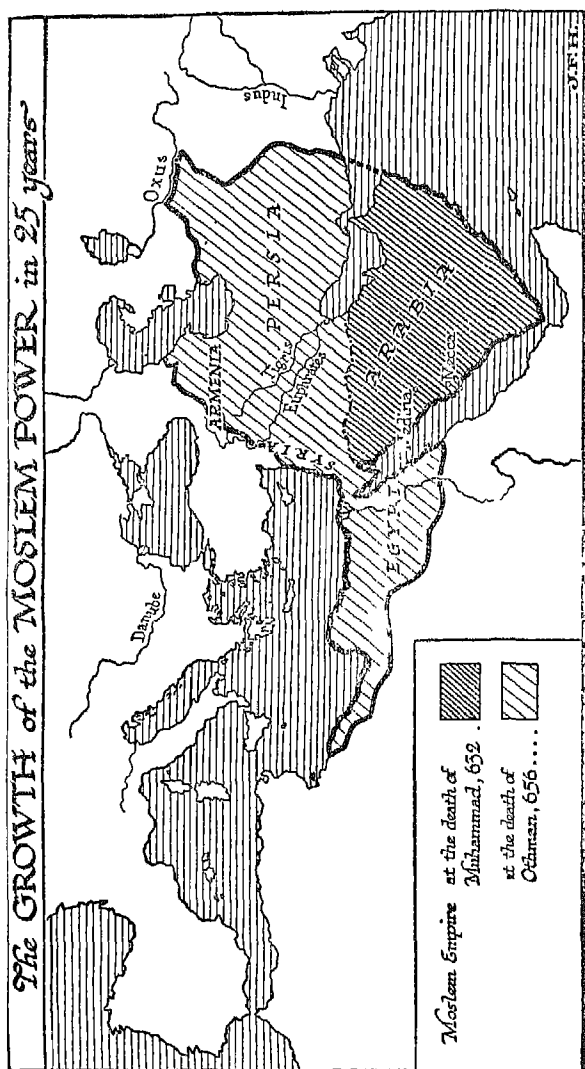 The GROWTH of the MOSLEM POWER in 25 years
Oxus
Indus
Danube
ARMENIA
PERSIA
Tigris
Euphrates
SYRIA
ARABIA
Medina
Mecca
EGYPT
Moslem Empire at the death of
Muhammad, 632 .
at the death of
Othman, 656....
J.F.H.